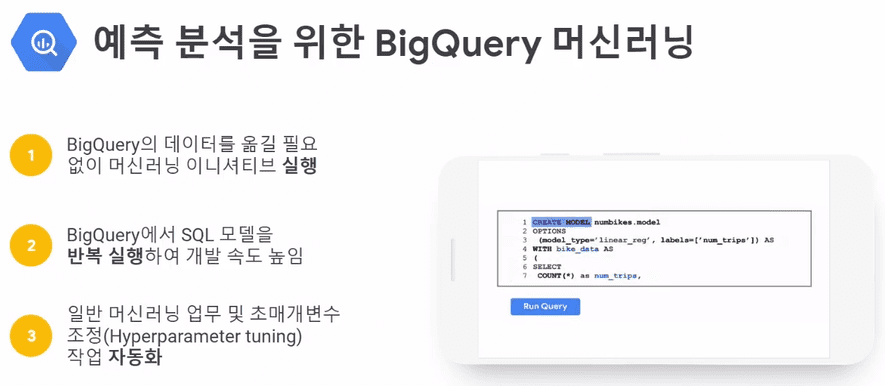 예측 분석을 위한 BigQuery 머신러닝
1
BigQuery의 데이터를 옮길 필요
없이 머신러닝 이니셔티브 실행
2
BigQuery에서 SQL 모델을
반복 실행하여 개발 속도 높임
3
일반 머신러닝 업무 및 초매개변수
조정(Hyperparameter tuning)
작업 자동화
1 CREATE MODEL numbikes.model
2 OPTIONS
3 (model_type='linear_reg', labels=['num_trips']) AS
4 WITH bike_data AS
5 (
6 SELECT
7 COUNT(*) as num_trips,
Run Query